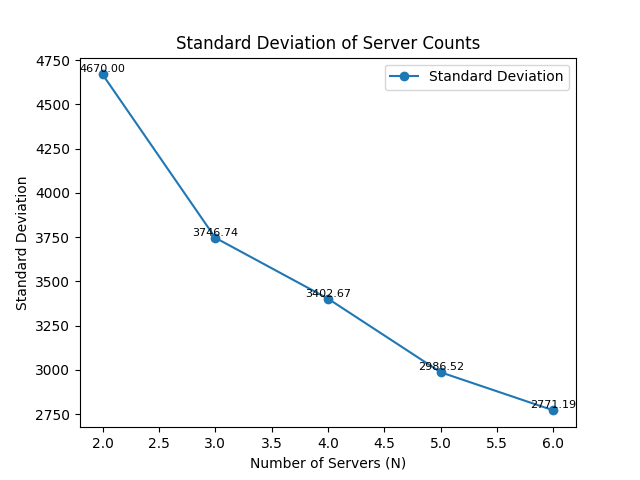 Standard Deviation of Server Counts
Standard Deviation
4750
4500
4250
4000
3750
3500
3250
3000
2750
Standard Deviation
4670.00
3746.74
3402.67
2986.52
2771.19
2.0 2.5 3.0 3.5 4.0 4.5 5.0 5.5 6.0
Number of Servers (N)